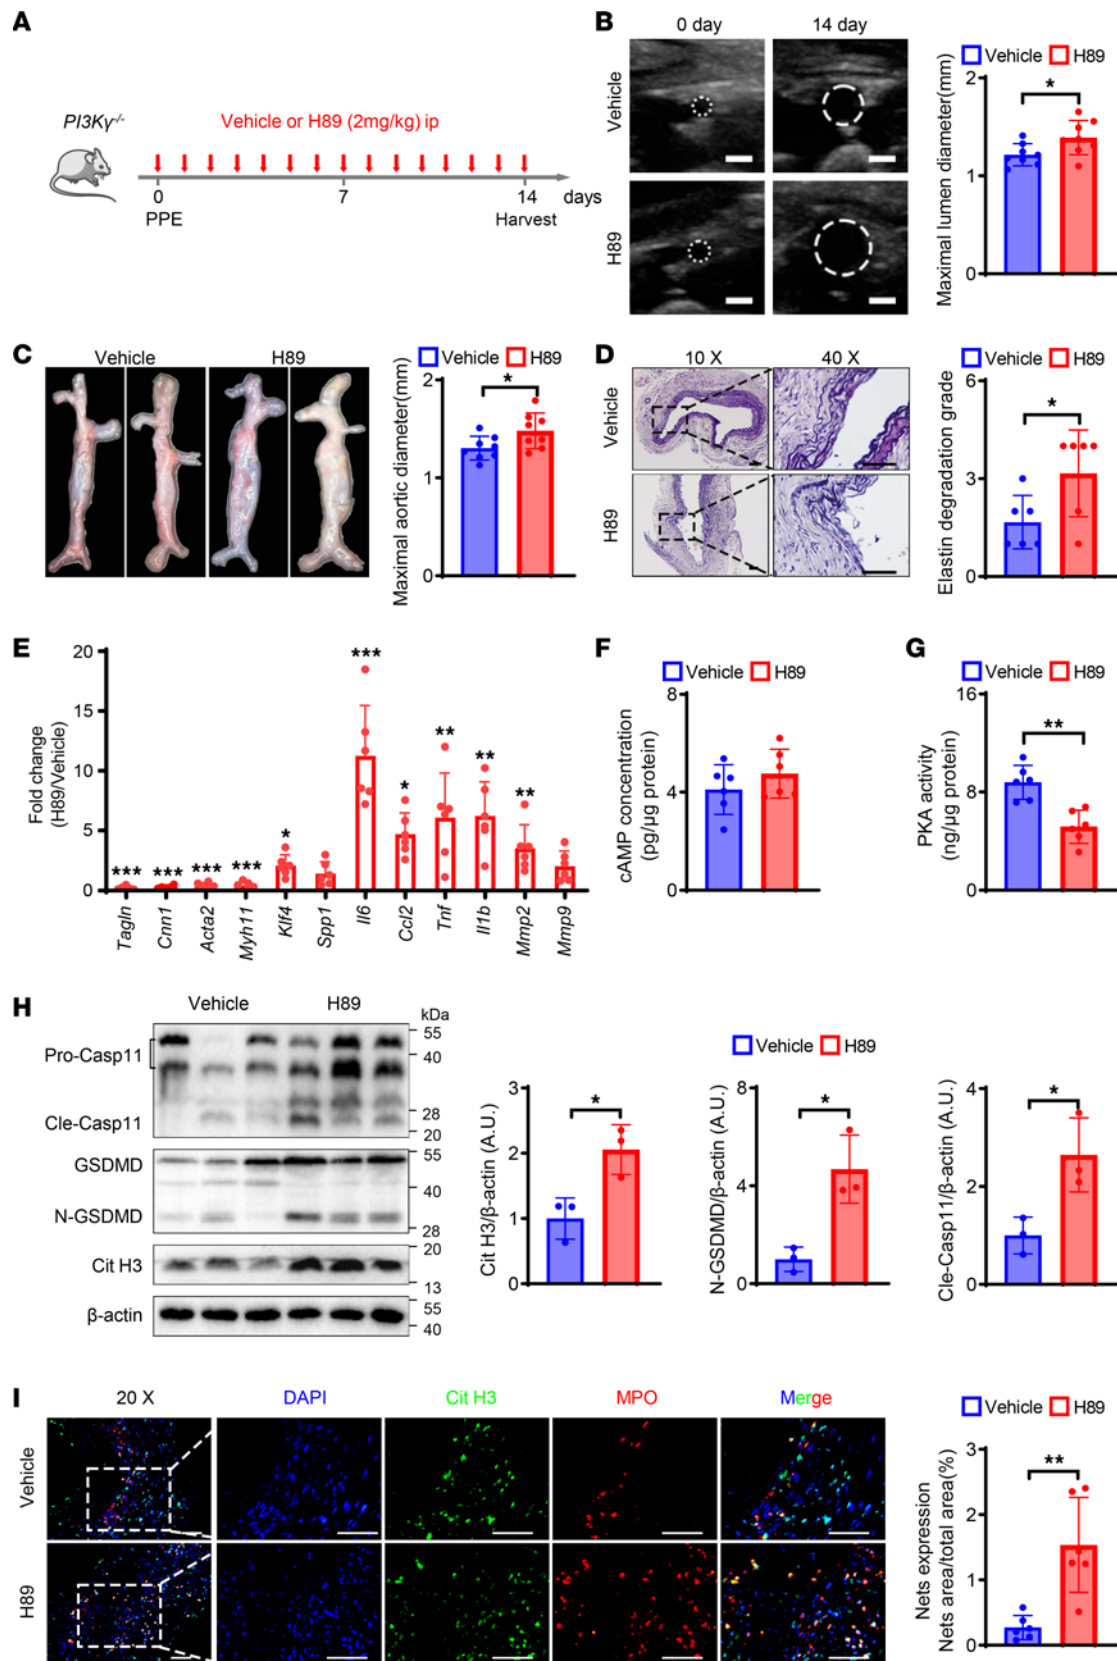 A
PI3Kγ-/-
Vehicle or H89 (2mg/kg) ip
0
7
14
days
PPE
Harvest
B
0 day
14 day
Vehicle
H89
Vehicle
H89
Maximal lumen diameter(mm)
2
1
0
*
C
Vehicle
H89
Vehicle
H89
Maximal aortic diameter(mm)
2
1
0
*
D
10 X
40 X
Vehicle
H89
Vehicle
H89
Elastin degradation grade
6
3
0
*
E
Fold change
(H89/Vehicle)
20
15
10
5
0
***
***
***
***
*
***
*
**
**
**
Tagln
Cnn1
Acta2
Myh11
Klf4
Spp1
Il6
Ccl2
Tnf
Il1b
Mmp2
Mmp9
F
Vehicle
H89
cAMP concentration
(pg/µg protein)
8
4
0
G
Vehicle
H89
PKA activity
(ng/µg protein)
16
8
0
**
H
Vehicle
H89
kDa
Pro-Casp11
55
40
Cle-Casp11
28
20
GSDMD
55
40
N-GSDMD
28
Cit H3
20
13
β-actin
55
40
Vehicle
H89
Cit H3/β-actin (A.U.)
3
2
1
0
*
N-GSDMD/β-actin (A.U.)
8
4
0
*
Cle-Casp11/β-actin (A.U.)
4
2
0
*
I
20 X
DAPI
Cit H3
MPO
Merge
Vehicle
H89
Vehicle
H89
Nets expression
Nets area/total area(%)
3
2
1
0
**